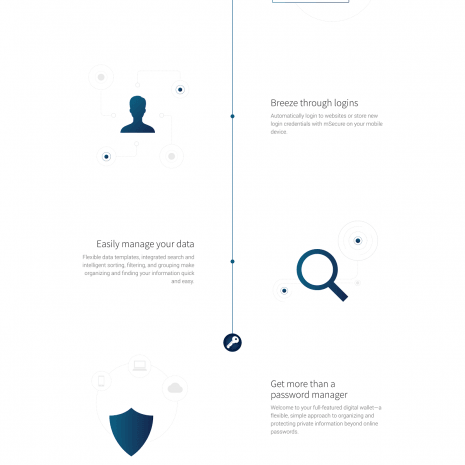 Breeze through logins
Automatically login to websites or store new
login credentials with mSecure on your mobile
device.
Easily manage your data
Flexible data templates, integrated search and
intelligent sorting, filtering, and grouping make
organizing and finding your information quick
and easy.
Get more than a
password manager
Welcome to your full-featured digital wallet—a
flexible, simple approach to organizing and
protecting private information beyond online
passwords.